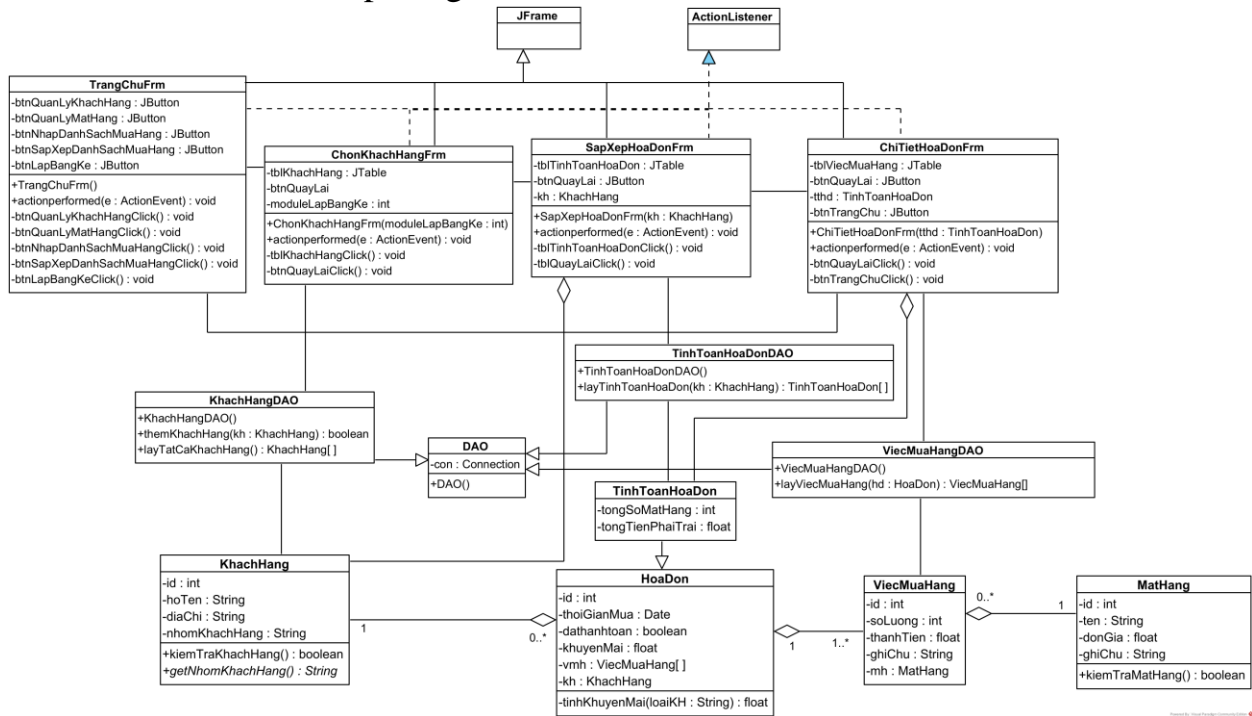 JFrame
ActionListener
TrangChuFrm
-btnQuanLyKhachHang : JButton
-btnQuanLyMatHang : JButton
-btnNhapDanhSachMuaHang : JButton
-btnSapXepDanhSachMuaHang : JButton
-btnLapBangKe : JButton
+TrangChuFrm()
+actionperformed(e : ActionEvent) : void
-btnQuanLyKhachHangClick() : void
-btnQuanLyMatHangClick() : void
-btnNhapDanhSachMuaHangClick() : void
-btnSapXepDanhSachMuaHangClick() : void
-btnLapBangKeClick() : void
ChonKhachHangFrm
-tblKhachHang : JTable
-btnQuayLai
-moduleLapBangKe : int
+ChonKhachHangFrm(moduleLapBangKe : int)
+actionperformed(e : ActionEvent) : void
-tblKhachHangClick() : void
-btnQuayLaiClick() : void
SapXepHoaDonFrm
-tblTinhToanHoaDon : JTable
-btnQuayLai : JButton
-kh : KhachHang
+SapXepHoaDonFrm(kh : KhachHang)
+actionperformed(e : ActionEvent) : void
-tblTinhToanHoaDonClick() : void
-tblQuayLaiClick() : void
ChiTietHoaDonFrm
-tblViecMuaHang : JTable
-btnQuayLai : JButton
-tthd : TinhToanHoaDon
-btnTrangChu : JButton
+ChiTietHoaDonFrm(tthd : TinhToanHoaDon)
+actionperformed(e : ActionEvent) : void
-btnQuayLaiClick() : void
-btnTrangChuClick() : void
TinhToanHoaDonDAO
+TinhToanHoaDonDAO()
+layTinhToanHoaDon(kh : KhachHang) : TinhToanHoaDon[ ]
KhachHangDAO
+KhachHangDAO()
+themKhachHang(kh : KhachHang) : boolean
+layTatCaKhachHang() : KhachHang[ ]
DAO
-con : Connection
+DAO()
ViecMuaHangDAO
+ViecMuaHangDAO()
+layViecMuaHang(hd : HoaDon) : ViecMuaHang[]
TinhToanHoaDon
-tongSoMatHang : int
-tongTienPhaiTrai : float
KhachHang
-id : int
-hoTen : String
-diaChi : String
-nhomKhachHang : String
+kiemTraKhachHang() : boolean
+getNhomKhachHang() : String
1
0..*
HoaDon
-id : int
-thoiGianMua : Date
-dathanhtoan : boolean
-khuyenMai : float
-vmh : ViecMuaHang[ ]
-kh : KhachHang
-tinhKhuyenMai(loaiKH : String) : float
1
1..*
ViecMuaHang
-id : int
-soLuong : int
-thanhTien : float
-ghiChu : String
-mh : MatHang
0..*
1
MatHang
-id : int
-ten : String
-donGia : float
-ghiChu : String
+kiemTraMatHang() : boolean